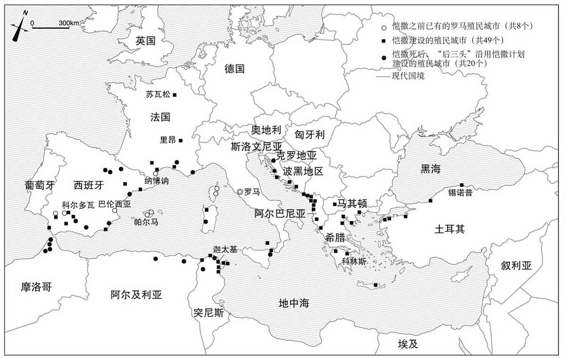 0 300km
恺撒之前已有的罗马殖民城市（共8个）
恺撒建设的殖民城市（共49个）
恺撒死后，“后三头”沿用恺撒计划
建设的殖民城市（共20个）
现代国境
英国
德国
苏瓦松
法国
里昂
奥地利
匈牙利
斯洛文尼亚
克罗地亚
波黑地区
黑海
锡诺普
葡萄牙
西班牙
纳博讷
罗马
科尔多瓦
巴伦西亚
帕尔马
阿尔巴尼亚
马其顿
希腊
科林斯
土耳其
叙利亚
迦太基
摩洛哥
阿尔及利亚
突尼斯
地中海
埃及